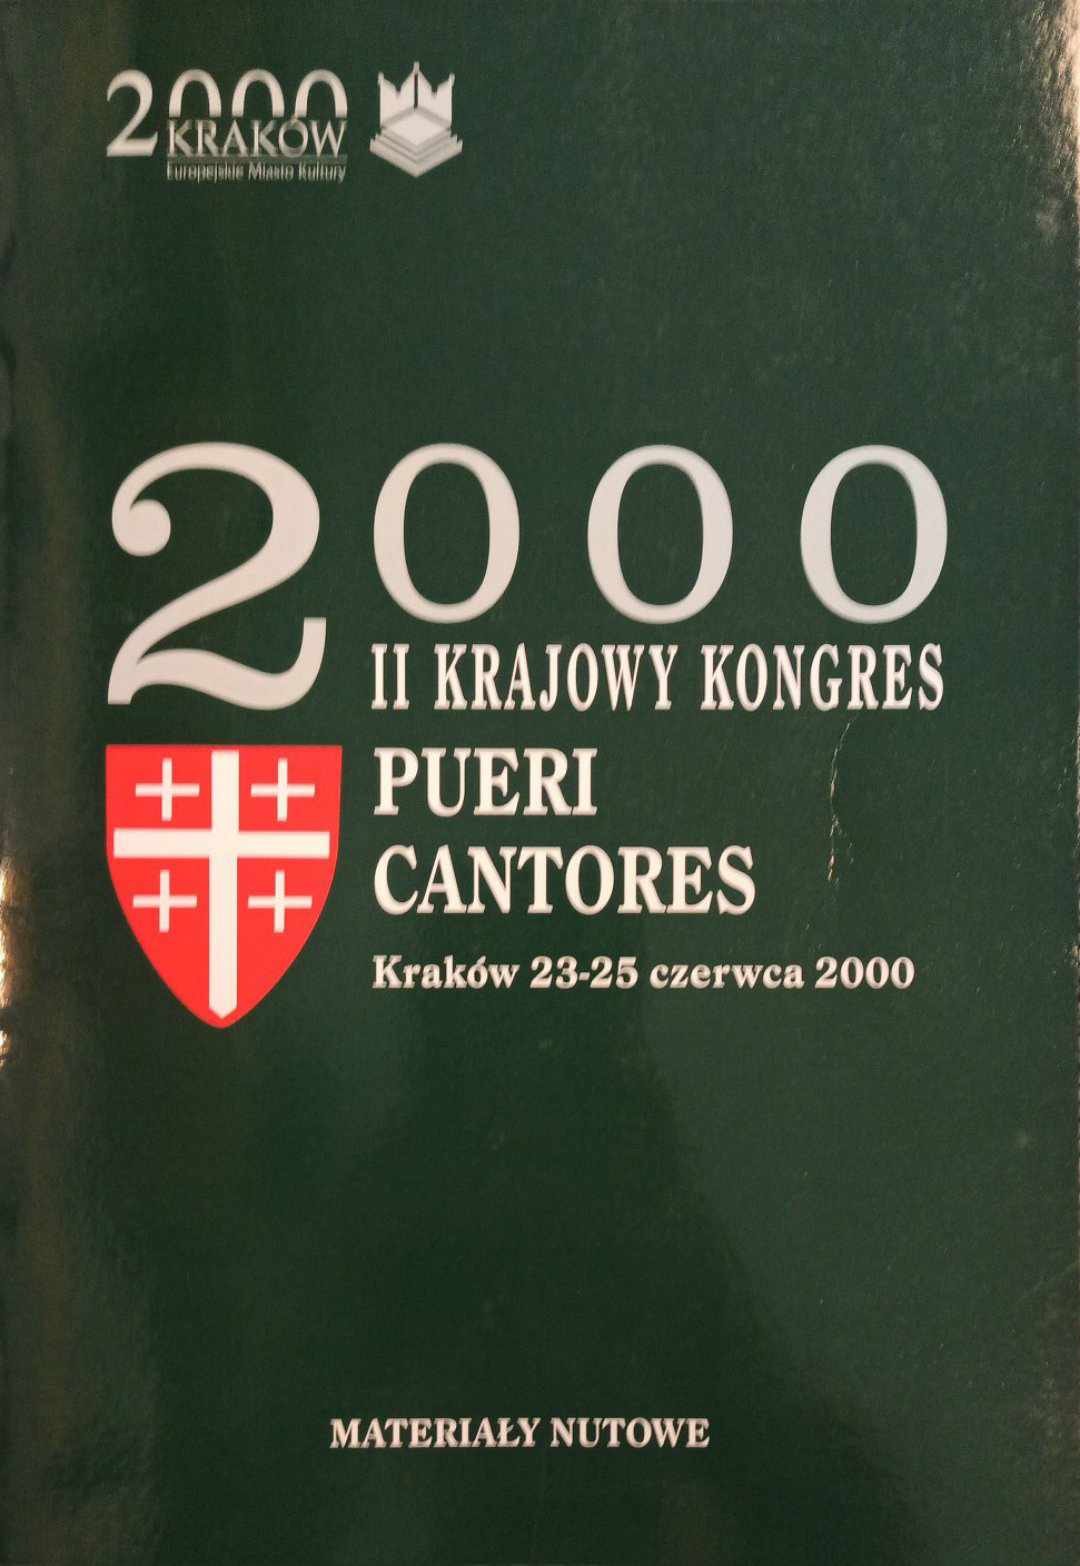 2000
KRAKÓW
Europejskie Miasto Kultury
2000
II KRAJOWY KONGRES
PUERI
CANTORES
Kraków 23-25 czerwca 2000
MATERIAŁY NUTOWE